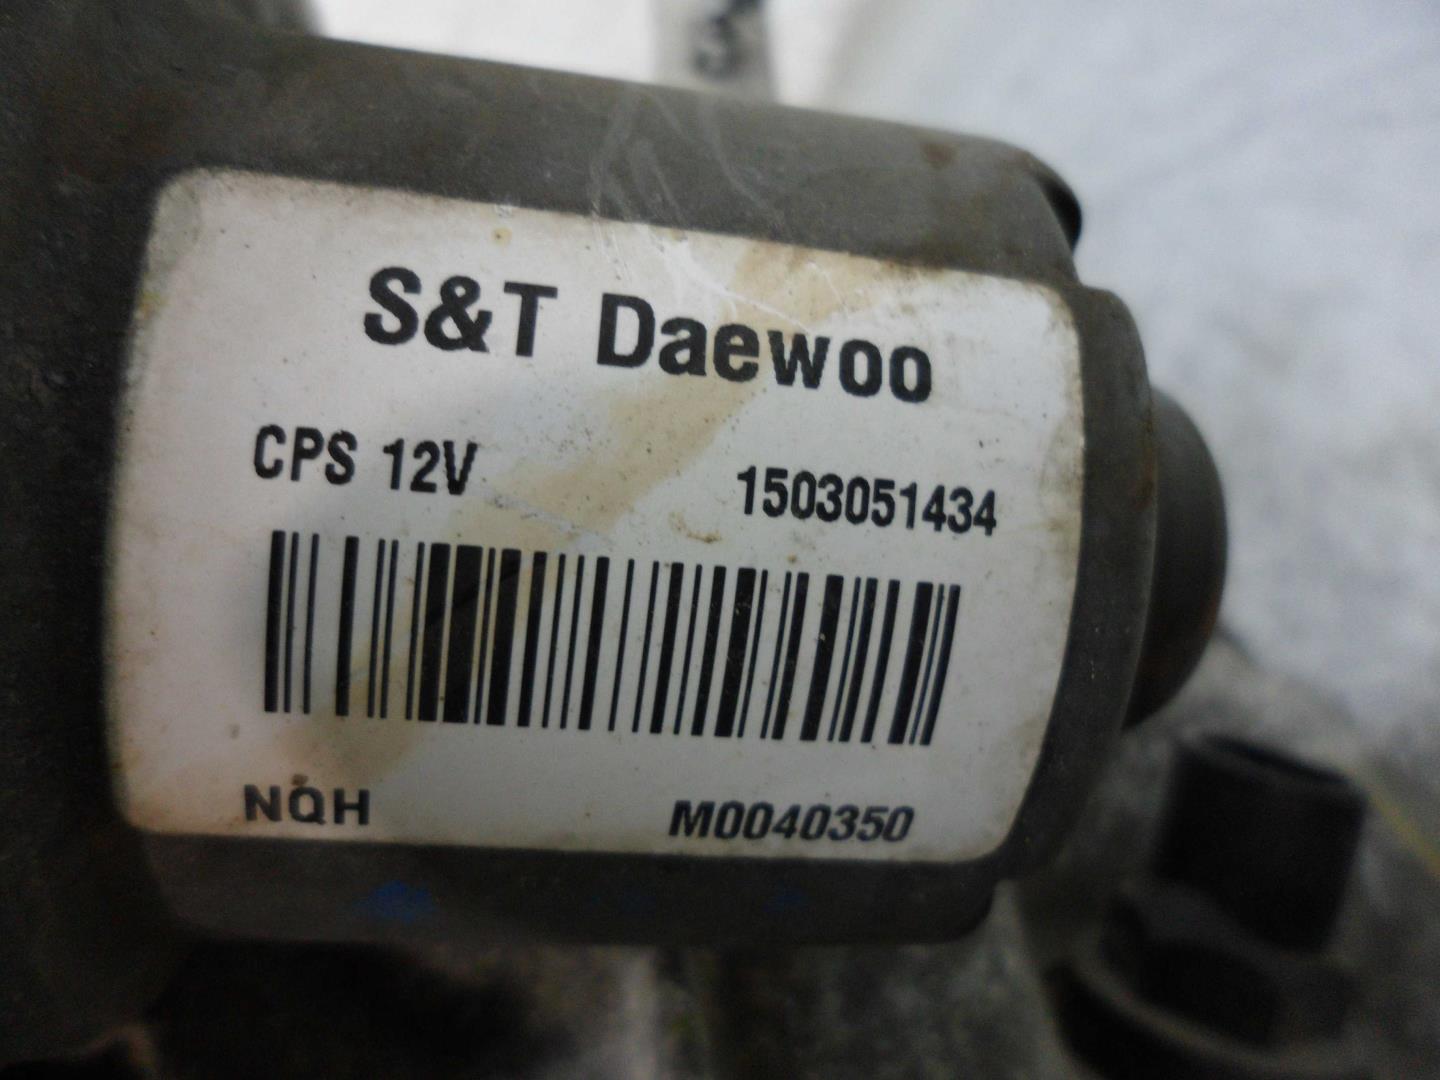 S&T Daewoo
CPS 12V 1503051434
NQH M0040350